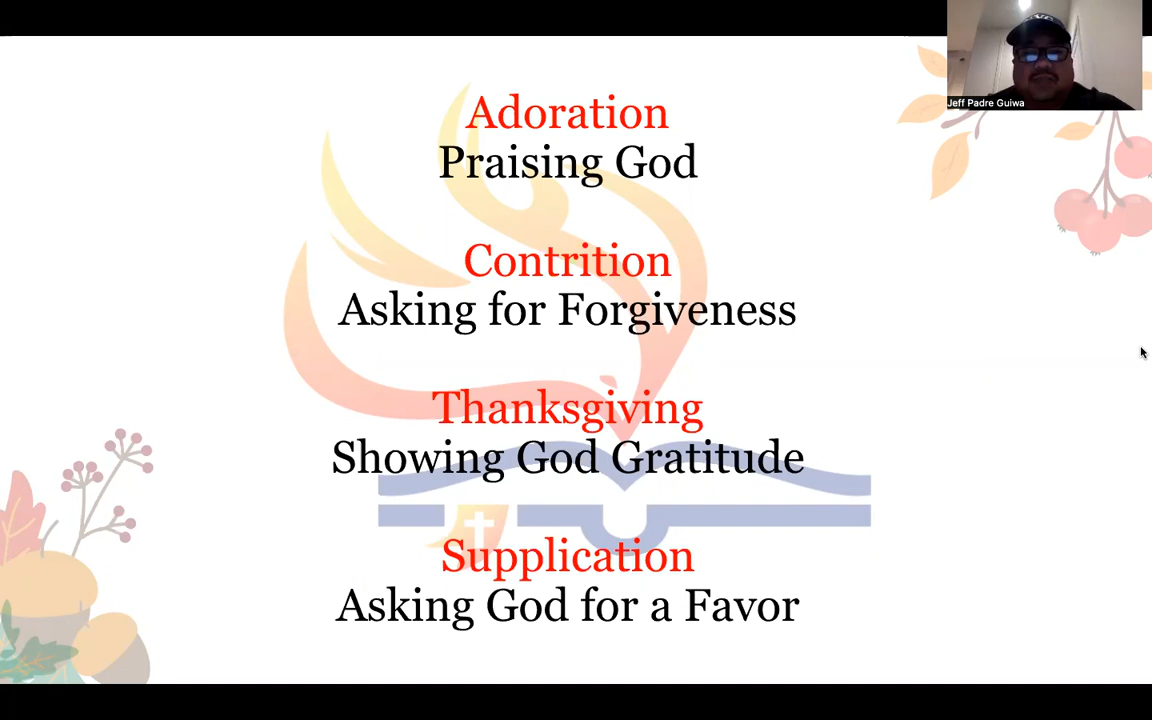 Jeff Padre Guiwa
Adoration
Praising God
Contrition
Asking for Forgiveness
Thanksgiving
Showing God Gratitude
Supplication
Asking God for a Favor